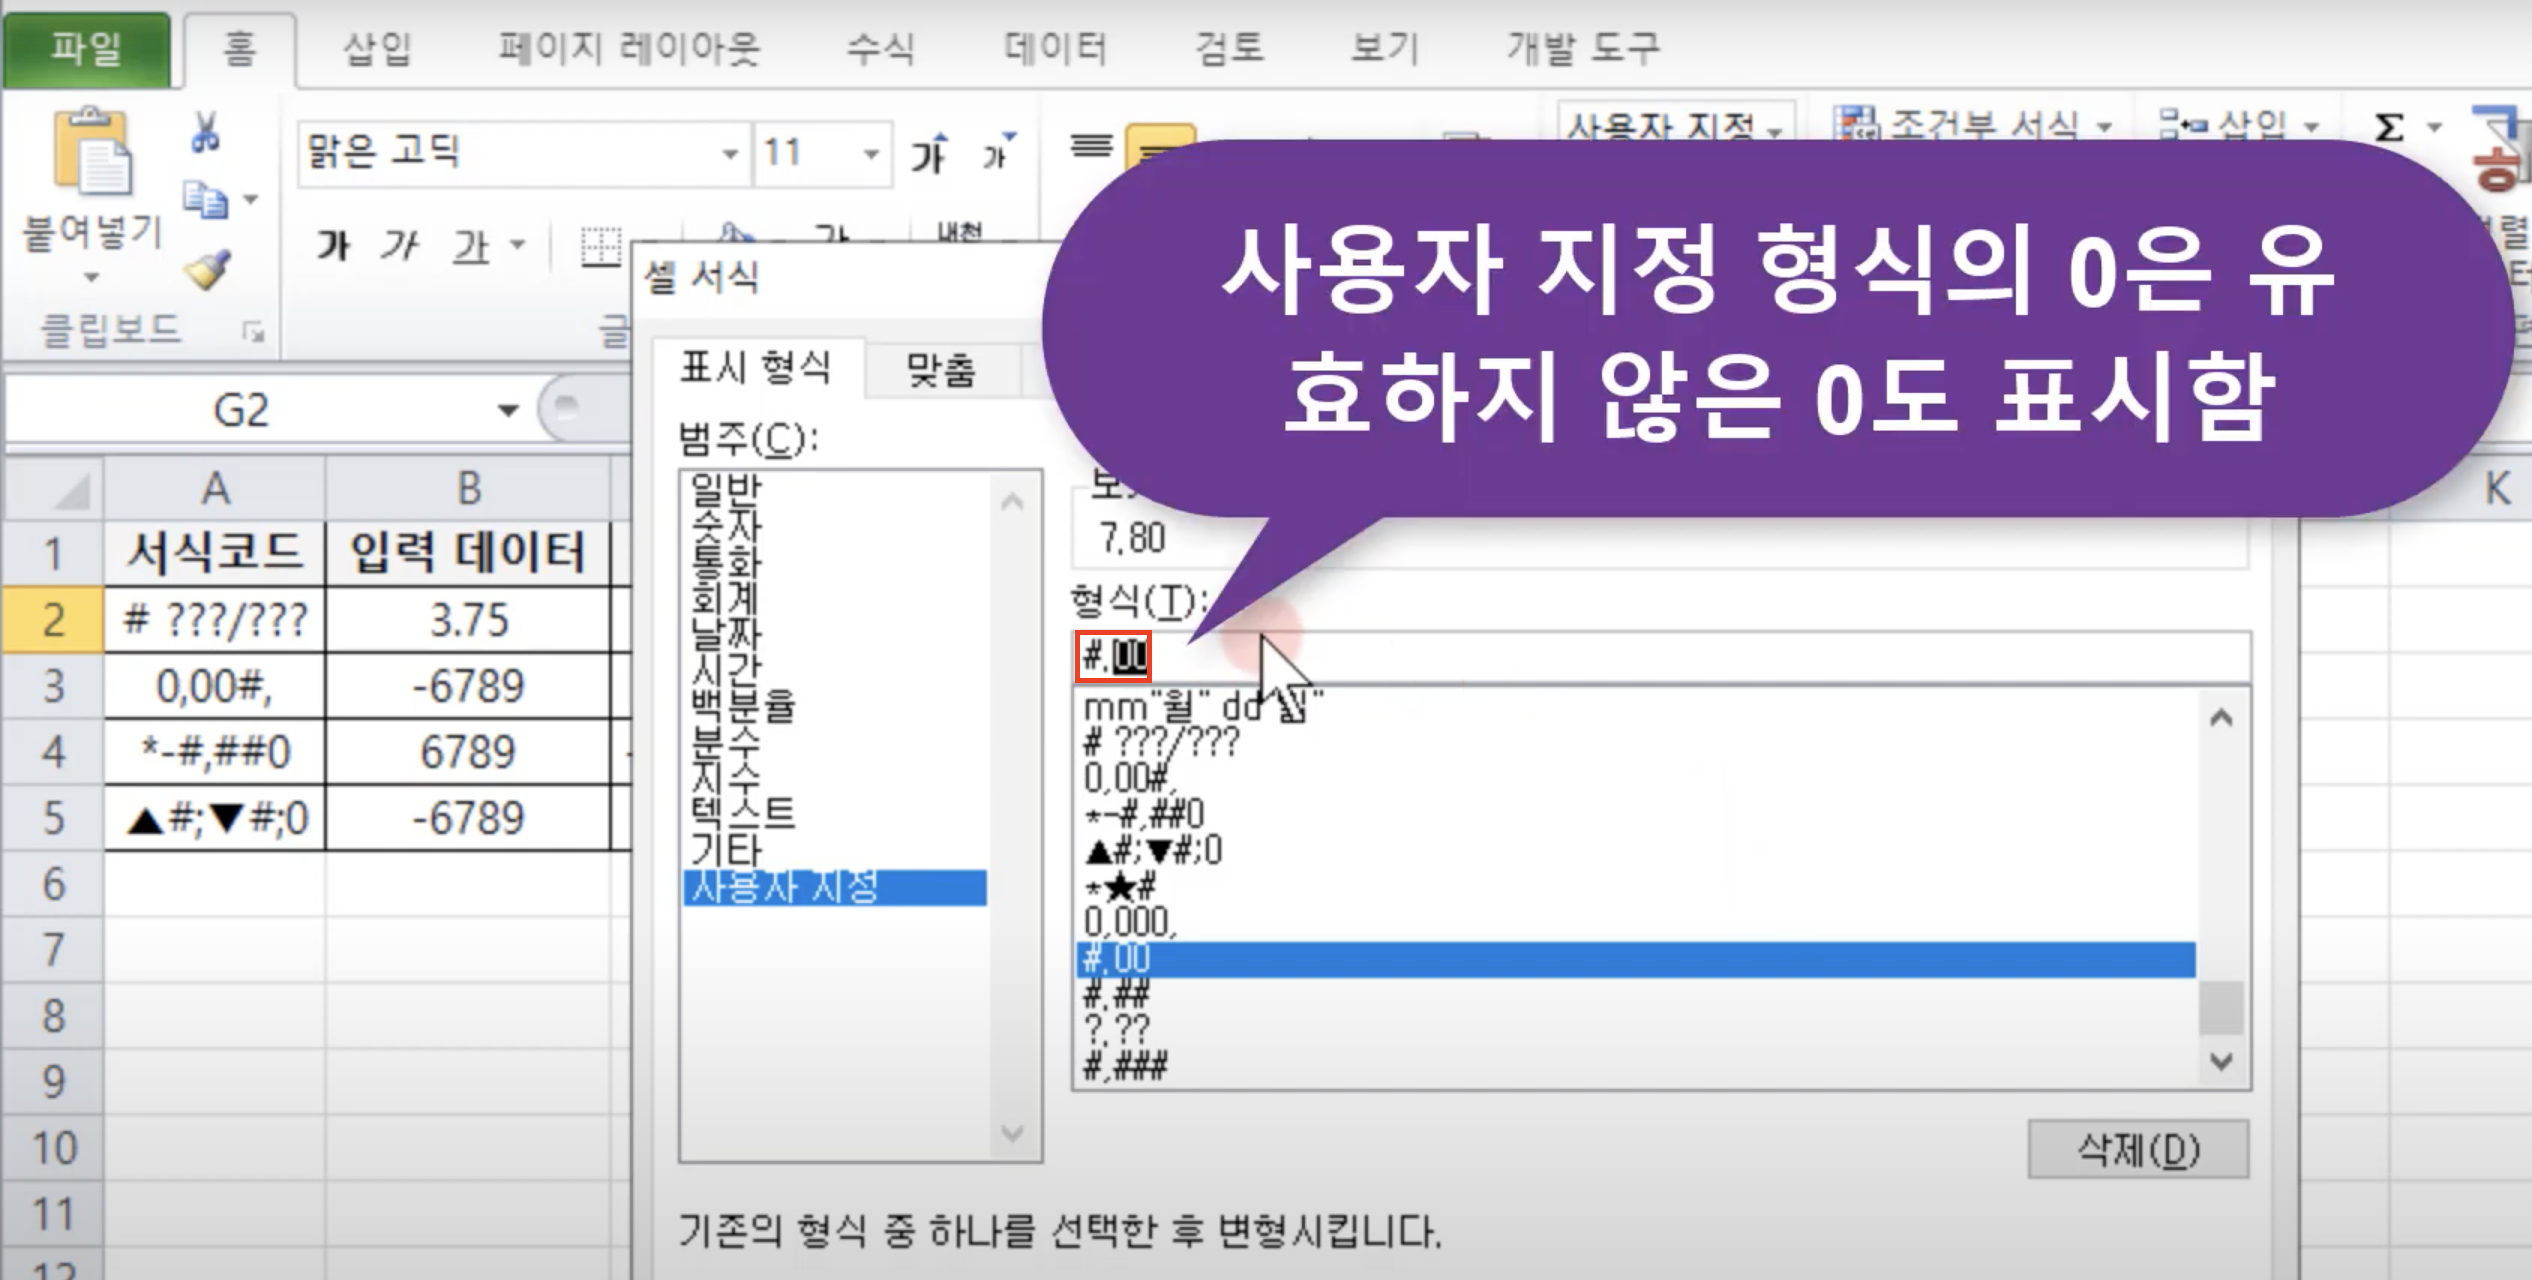 파일 홈 삽입 페이지 레이아웃 수식 데이터 검토 보기 개발 도구
붙여넣기
클립보드
맑은 고딕 11 가 가
가 가 가
사용자 지정 조건부 서식 삽입 Σ
사용자 지정 형식의 0은 유
효하지 않은 0도 표시함
G2
셀 서식
표시 형식 맞춤
범주(C):
일반
숫자
통화
회계
날짜
시간
백분율
분수
지수
텍스트
기타
사용자 지정
7.80
형식(T):
#.00
mm"월" dd
# ???/???
0,00#,
*-#,##0
▲#;▼#;0
*★#
0,000,
#.00
#.##
?.??
#,###
삭제(D)
기존의 형식 중 하나를 선택한 후 변형시킵니다.
A B K
1 서식코드 입력 데이터
2 # ???/??? 3.75
3 0,00#, -6789
4 *-#,##0 6789
5 ▲#;▼#;0 -6789
6
7
8
9
10
11
12